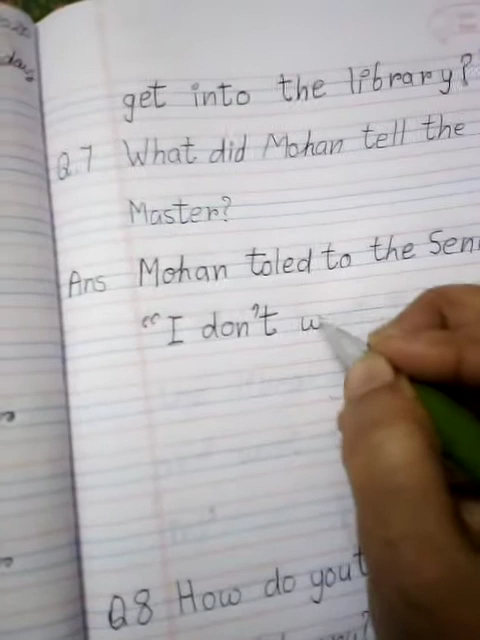 get into the library?
Q.7 What did Mohan tell the
Master?
Ans Mohan toled to the
"I don't w
Q8 How do you